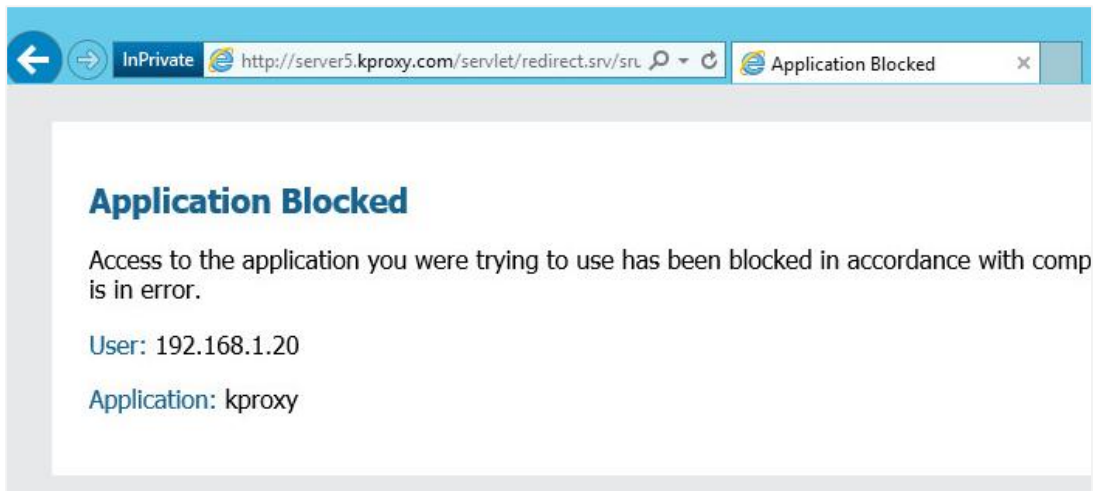 InPrivate http://server5.kproxy.com/servlet/redirect.srv/sru Application Blocked
Application Blocked
Access to the application you were trying to use has been blocked in accordance with comp
is in error.
User: 192.168.1.20
Application: kproxy